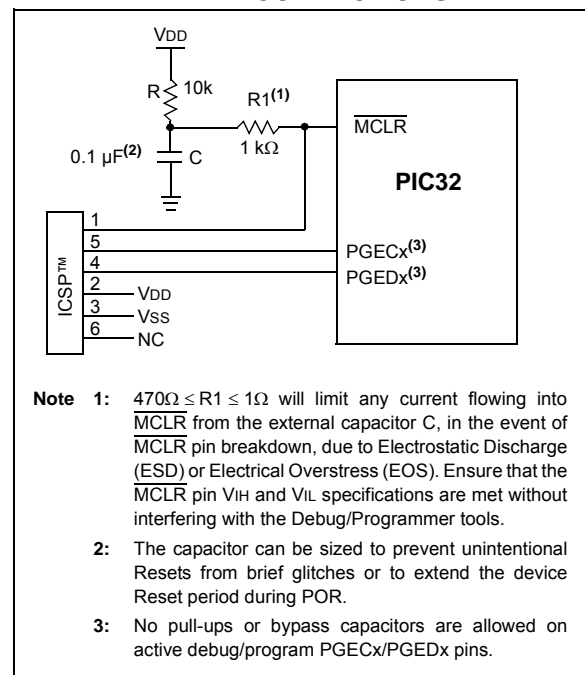 VDD
R 10k
R1(1)
1 kΩ
0.1 µF(2) C
MCLR
PIC32
ICSP™
1
5
4
2
3
6
PGECx(3)
PGEDx(3)
VDD
VSS
NC
Note 1: 470Ω ≤ R1 ≤ 1Ω will limit any current flowing into
MCLR from the external capacitor C, in the event of
MCLR pin breakdown, due to Electrostatic Discharge
(ESD) or Electrical Overstress (EOS). Ensure that the
MCLR pin VIH and VIL specifications are met without
interfering with the Debug/Programmer tools.
2: The capacitor can be sized to prevent unintentional
Resets from brief glitches or to extend the device
Reset period during POR.
3: No pull-ups or bypass capacitors are allowed on
active debug/program PGECx/PGEDx pins.